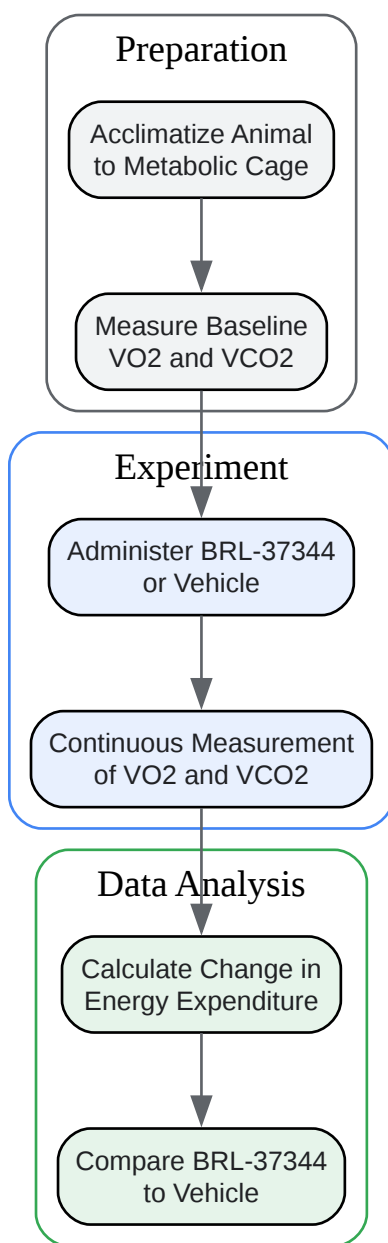 Preparation
Acclimatize Animal
to Metabolic Cage
Measure Baseline
VO2 and VCO2
Experiment
Administer BRL-37344
or Vehicle
Continuous Measurement
of VO2 and VCO2
Data Analysis
Calculate Change in
Energy Expenditure
Compare BRL-37344
to Vehicle